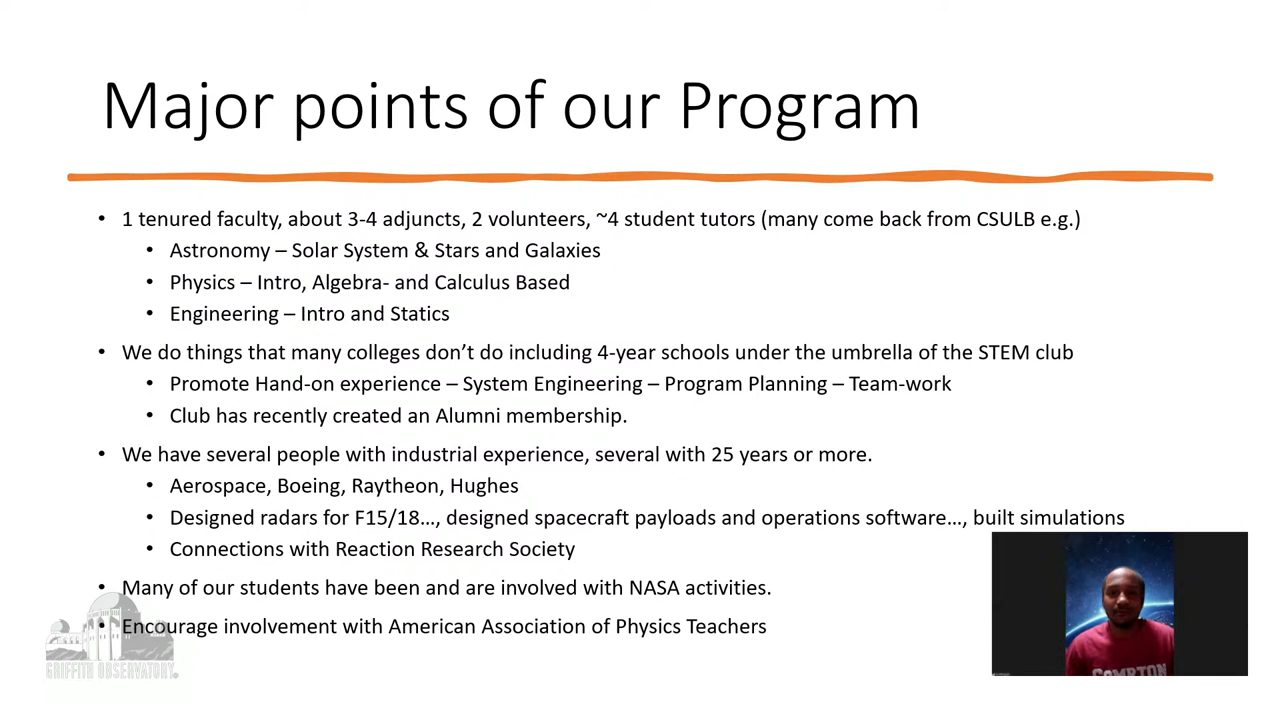 Major points of our Program
• 1 tenured faculty, about 3-4 adjuncts, 2 volunteers, ~4 student tutors (many come back from CSULB e.g.)
• Astronomy – Solar System & Stars and Galaxies
• Physics – Intro, Algebra- and Calculus Based
• Engineering – Intro and Statics
• We do things that many colleges don’t do including 4-year schools under the umbrella of the STEM club
• Promote Hand-on experience – System Engineering – Program Planning – Team-work
• Club has recently created an Alumni membership.
• We have several people with industrial experience, several with 25 years or more.
• Aerospace, Boeing, Raytheon, Hughes
• Designed radars for F15/18…, designed spacecraft payloads and operations software…, built simulations
• Connections with Reaction Research Society
• Many of our students have been and are involved with NASA activities.
• Encourage involvement with American Association of Physics Teachers
GRIFFITH OBSERVATORY
COMPTON